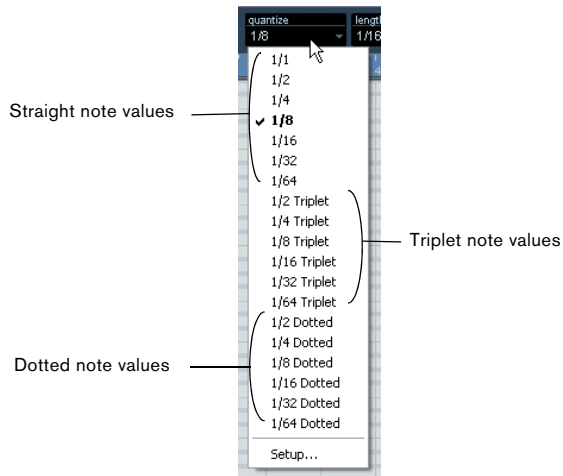 quantize
length
1/8
1/16
4
1/1
1/2
1/4
Straight note values
1/8
1/16
1/32
1/64
1/2 Triplet
1/4 Triplet
1/8 Triplet
Triplet note values
1/16 Triplet
1/32 Triplet
1/64 Triplet
1/2 Dotted
1/4 Dotted
1/8 Dotted
Dotted note values
1/16 Dotted
1/32 Dotted
1/64 Dotted
Setup...